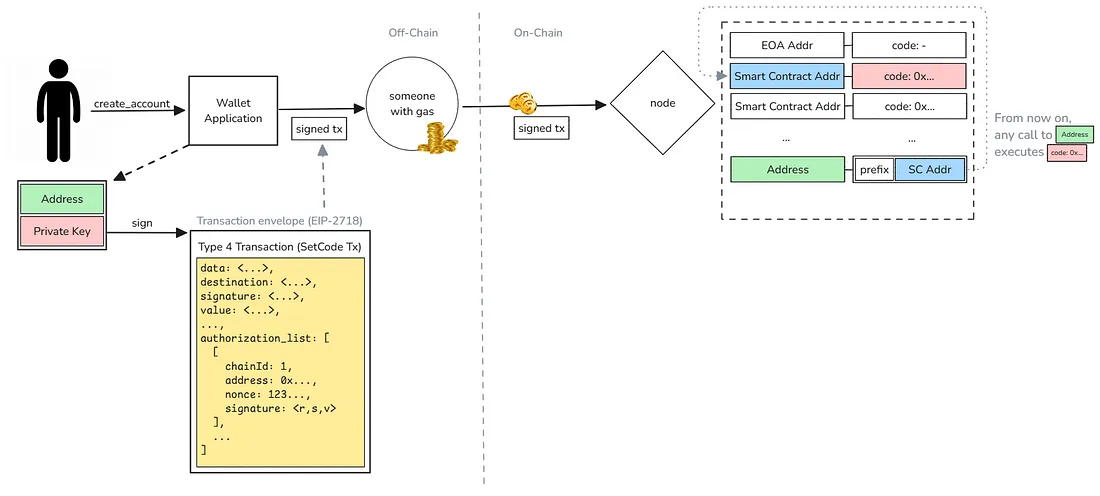 Off-Chain
On-Chain
create_account
Wallet
Application
signed tx
someone
with gas
signed tx
node
EOA Addr
code: -
Smart Contract Addr
code: 0x...
Smart Contract Addr
code: 0x...
...
...
Address
prefix
SC Addr
From now on,
any call to Address
executes code: 0x...
Address
Private Key
sign
Transaction envelope (EIP-2718)
Type 4 Transaction (SetCode Tx)
data: <...>,
destination: <...>,
signature: <...>,
value: <...>,
...,
authorization_list: [
[
chainId: 1,
address: 0x...,
nonce: 123...,
signature: <r,s,v>
],
...
]